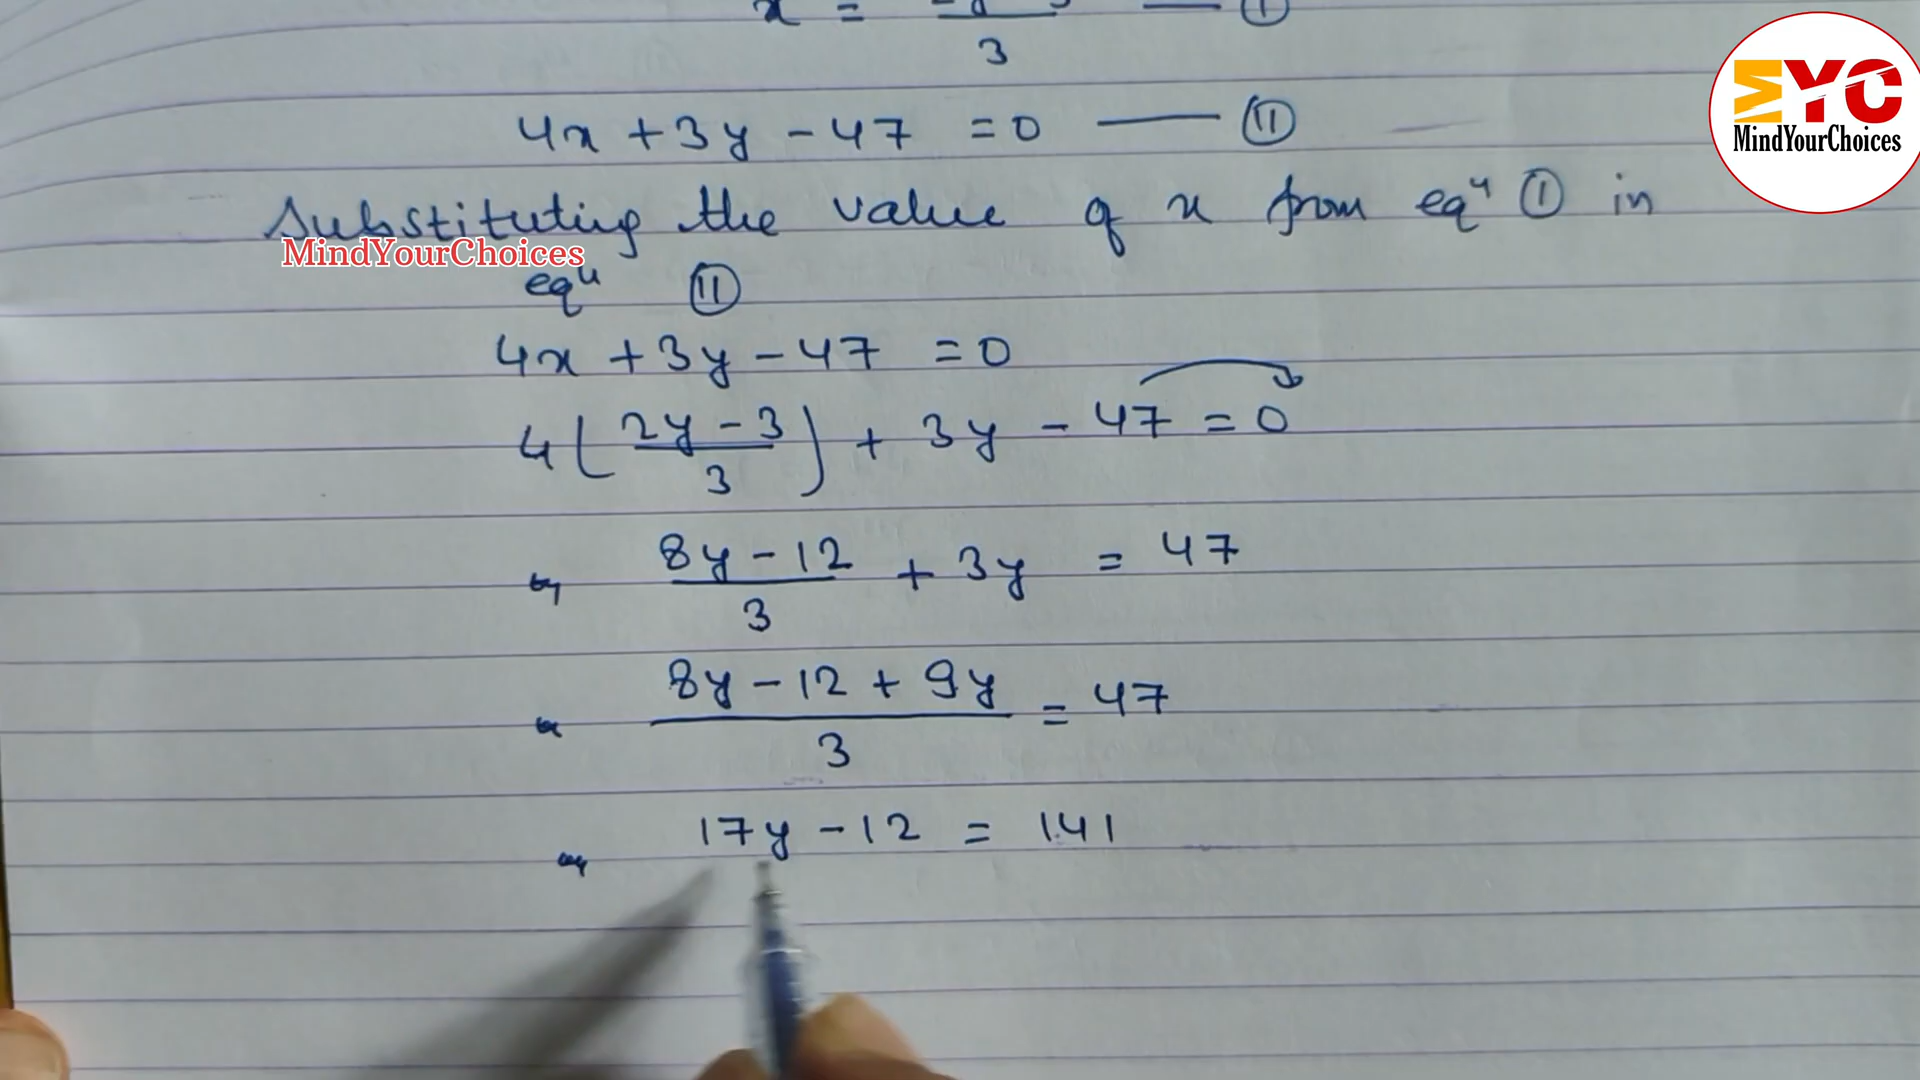 x = 3 — I
4x + 3y - 47 = 0 — II
MYC
MindYourChoices
Substituting the value of x from eqn I in
MindYourChoices
eqn II
4x + 3y - 47 = 0
4(2y - 3 / 3) + 3y - 47 = 0
8y - 12 / 3 + 3y = 47
8y - 12 + 9y / 3 = 47
17y - 12 = 141